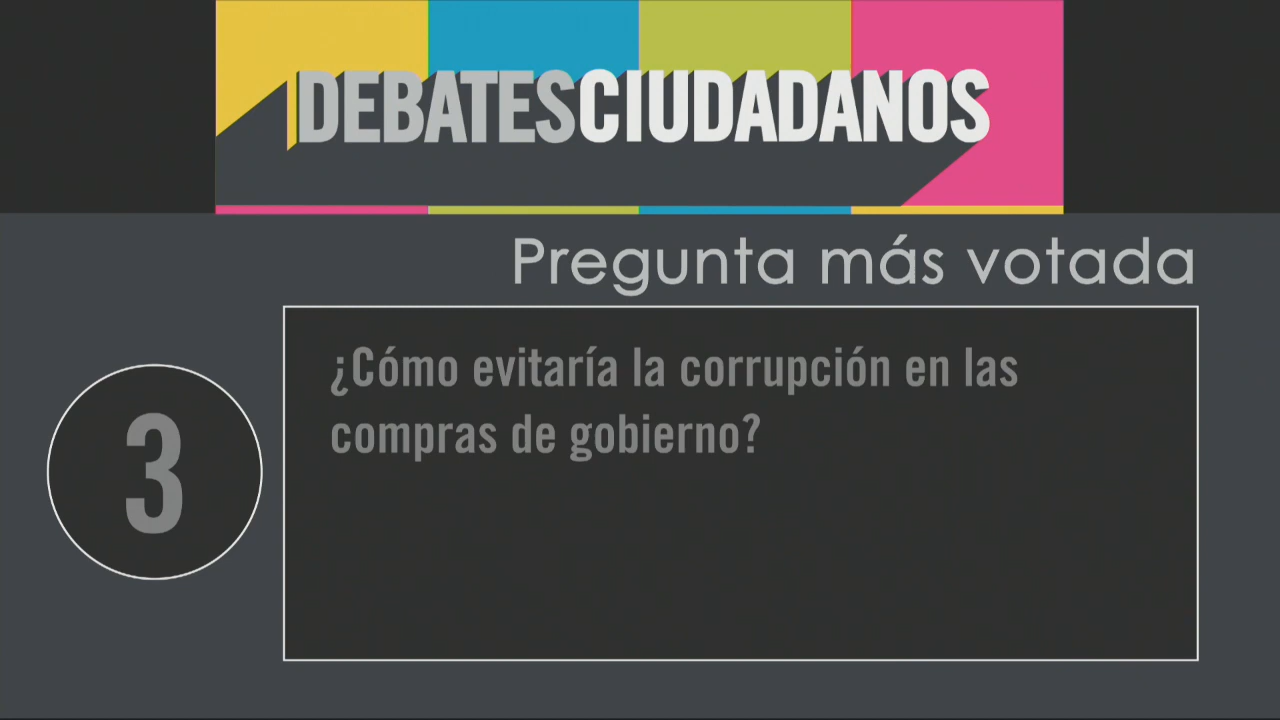 DEBATESCIUDADANOS
Pregunta más votada
3
¿Cómo evitaría la corrupción en las
compras de gobierno?